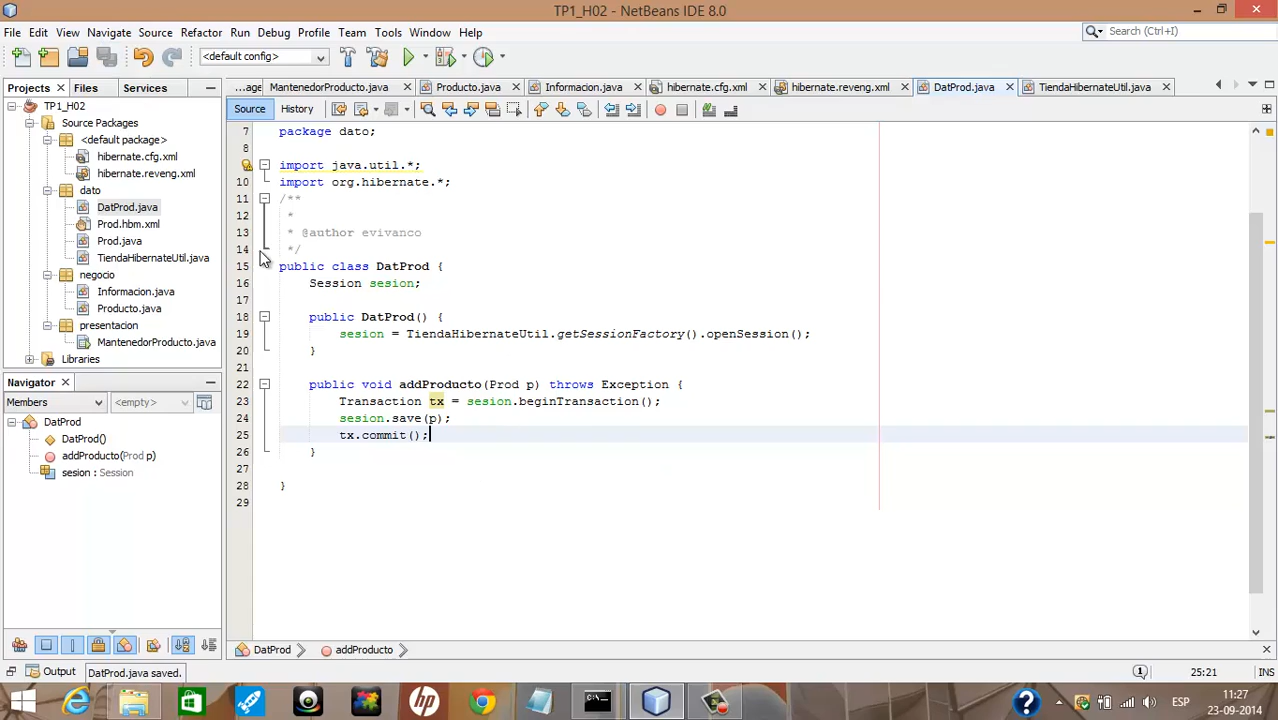 TP1_H02 - NetBeans IDE 8.0
File Edit View Navigate Source Refactor Run Debug Profile Team Tools Window Help
Search (Ctrl+I)
<default config>
Projects Files Services
...age MantenedorProducto.java Producto.java Informacion.java hibernate.cfg.xml hibernate.reveng.xml DatProd.java TiendaHibernateUtil.java
Source History
TP1_H02
Source Packages
<default package>
hibernate.cfg.xml
hibernate.reveng.xml
dato
DatProd.java
Prod.hbm.xml
Prod.java
TiendaHibernateUtil.java
negocio
Informacion.java
Producto.java
presentacion
MantenedorProducto.java
Libraries
Navigator
Members <empty>
DatProd
DatProd()
addProducto(Prod p)
sesion : Session
7 package dato;
8
import java.util.*;
10 import org.hibernate.*;
11 /**
12 *
13 * @author evivanco
14 */
15 public class DatProd {
16 Session sesion;
17
18 public DatProd() {
19 sesion = TiendaHibernateUtil.getSessionFactory().openSession();
20 }
22 public void addProducto(Prod p) throws Exception {
23 Transaction tx = sesion.beginTransaction();
24 sesion.save(p);
25 tx.commit();
26 }
27
28 }
29
DatProd addProducto
Output DatProd.java saved.
1 25:21 INS
C:\_
hp
?
ESP
11:27
23-09-2014